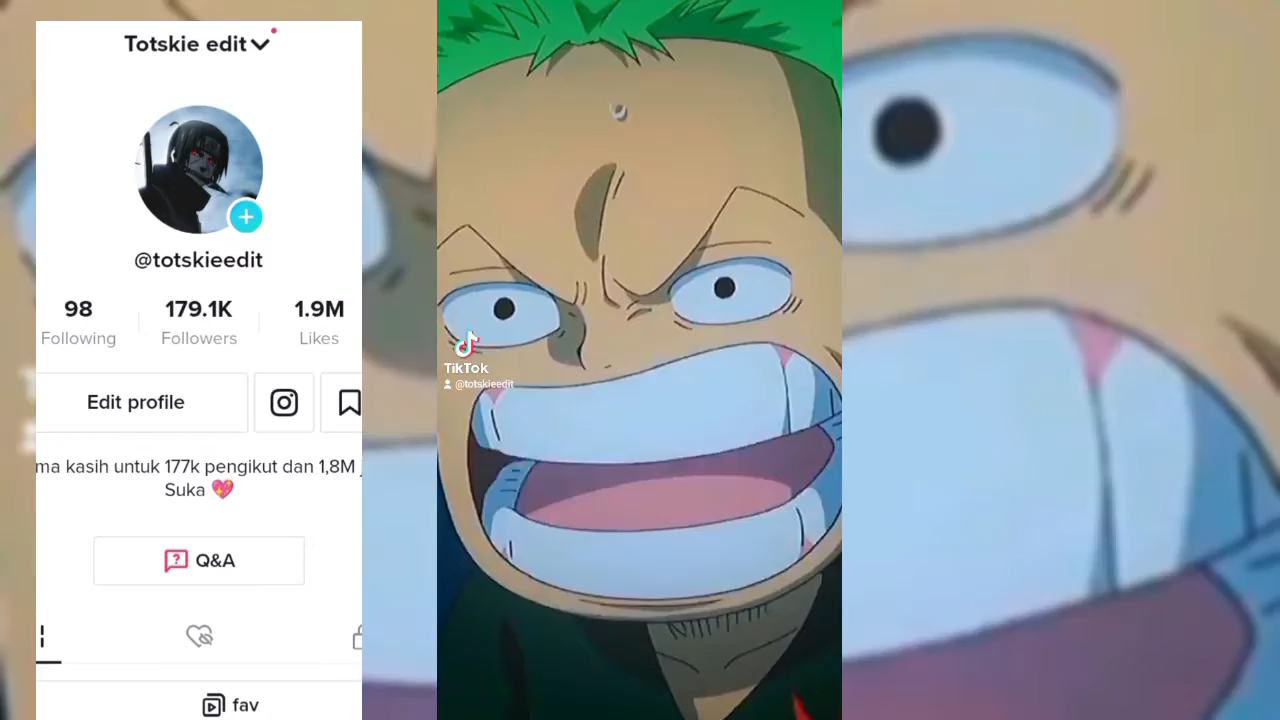 Totskie edit
@totskieedit
98
179.1K
1.9M
Following
Followers
Likes
Edit profile
ma kasih untuk 177k pengikut dan 1,8M
Suka 💖
Q&A
fav
TikTok
@totskieedit